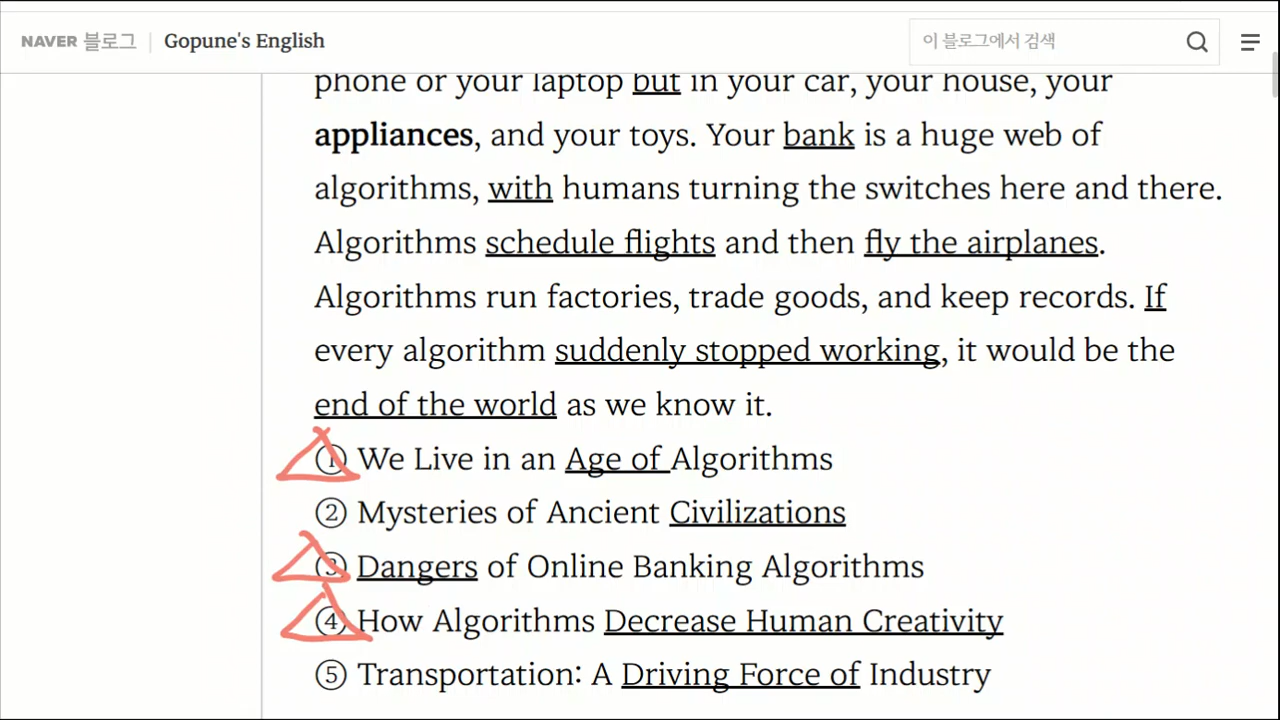 NAVER 블로그 | Gopune's English
이 블로그에서 검색
phone or your laptop but in your car, your house, your
appliances, and your toys. Your bank is a huge web of
algorithms, with humans turning the switches here and there.
Algorithms schedule flights and then fly the airplanes.
Algorithms run factories, trade goods, and keep records. If
every algorithm suddenly stopped working, it would be the
end of the world as we know it.
① We Live in an Age of Algorithms
② Mysteries of Ancient Civilizations
③ Dangers of Online Banking Algorithms
④ How Algorithms Decrease Human Creativity
⑤ Transportation: A Driving Force of Industry